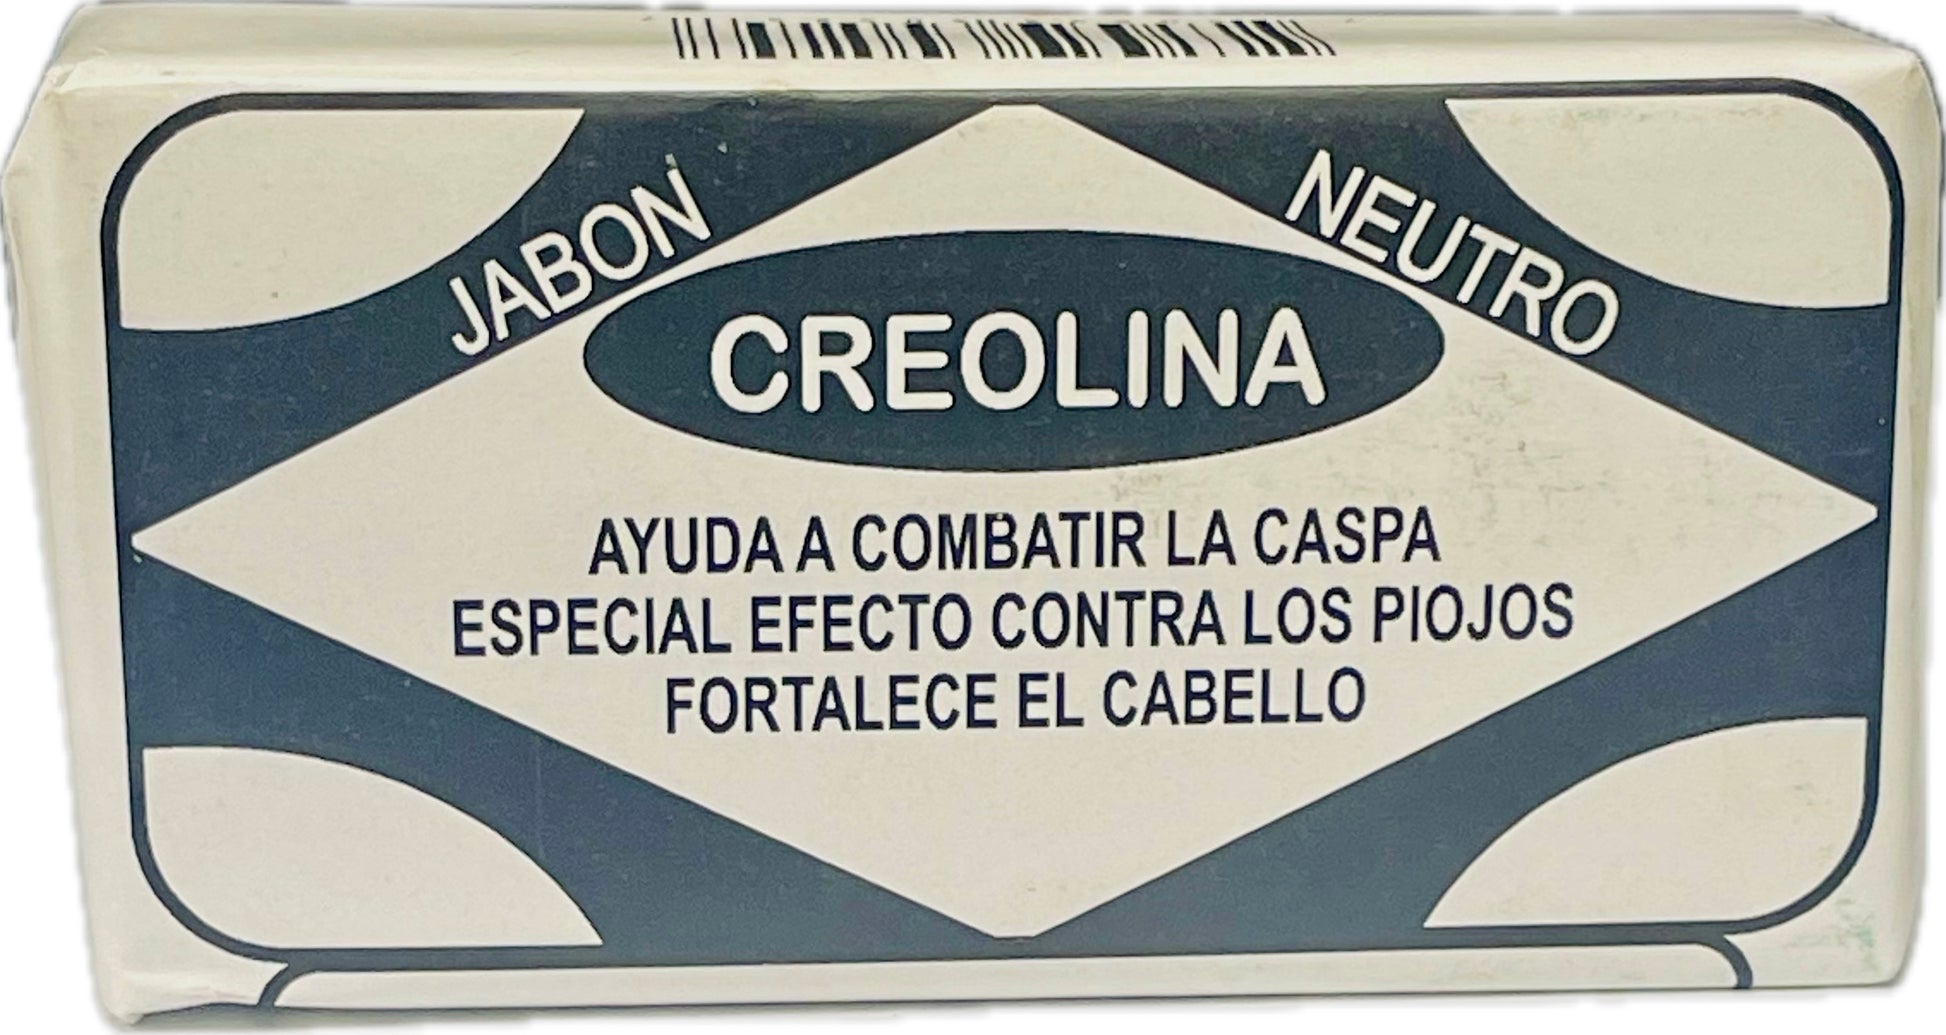 JABON NEUTRO
CREOLINA
AYUDA A COMBATIR LA CASPA
ESPECIAL EFECTO CONTRA LOS PIOJOS
FORTALECE EL CABELLO